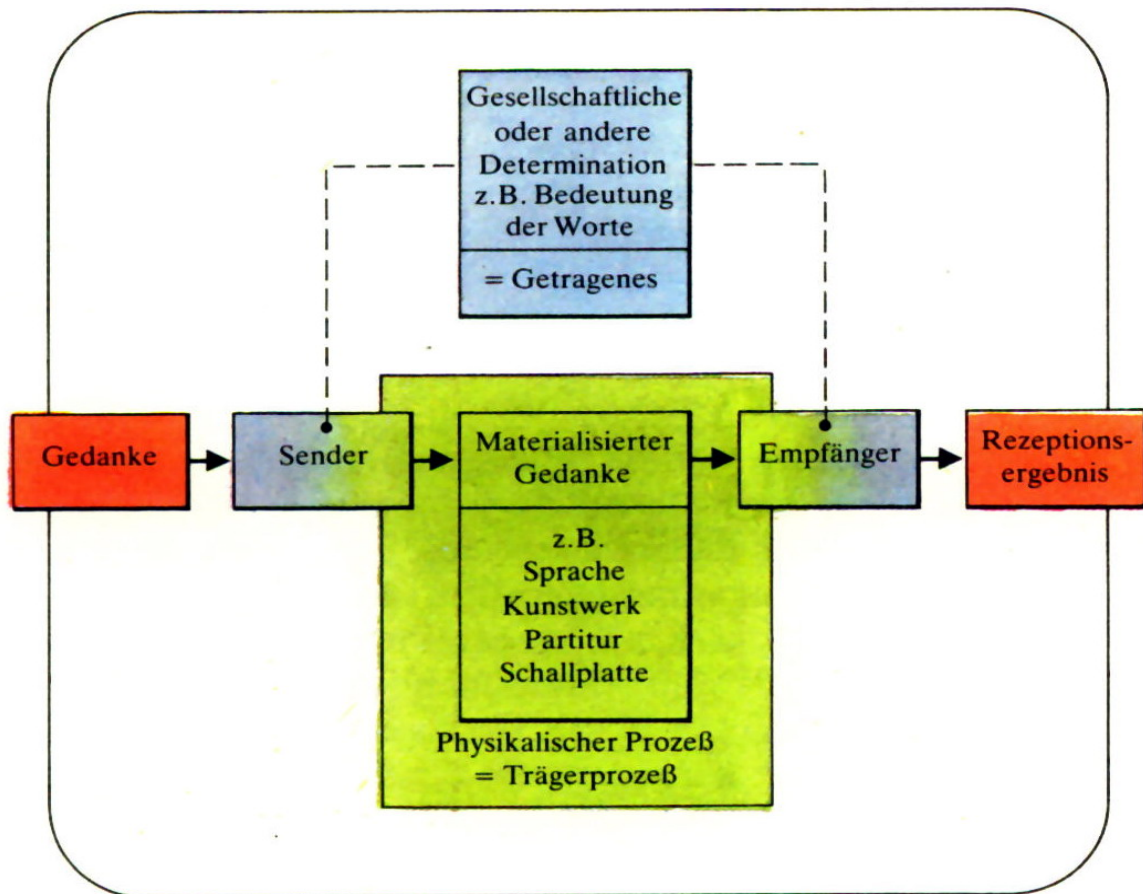 Gesellschaftliche
oder andere
Determination
z.B. Bedeutung
der Worte
= Getragenes
Gedanke
Sender
Materialisierter
Gedanke
Empfänger
Rezeptions-
ergebnis
z.B.
Sprache
Kunstwerk
Partitur
Schallplatte
Physikalischer Prozeß
= Trägerprozeß